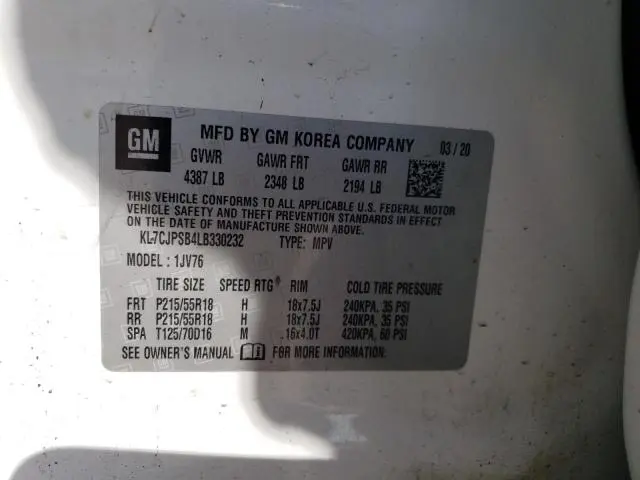 GM MFD BY GM KOREA COMPANY 03/20
GVWR GAWR FRT GAWR RR
4387 LB 2348 LB 2194 LB
THIS VEHICLE CONFORMS TO ALL APPLICABLE U.S. FEDERAL MOTOR
VEHICLE SAFETY AND THEFT PREVENTION STANDARDS IN EFFECT
ON THE DATE OF MANUFACTURE SHOWN ABOVE.
KL7CJPSB4LB330232 TYPE: MPV
MODEL: 1JV76
TIRE SIZE SPEED RTG RIM COLD TIRE PRESSURE
FRT P215/55R18 H 18x7.5J 240KPA, 35 PSI
RR P215/55R18 H 18x7.5J 240KPA, 35 PSI
SPA T125/70D16 M 16x4.0T 420KPA, 60 PSI
SEE OWNER'S MANUAL FOR MORE INFORMATION.